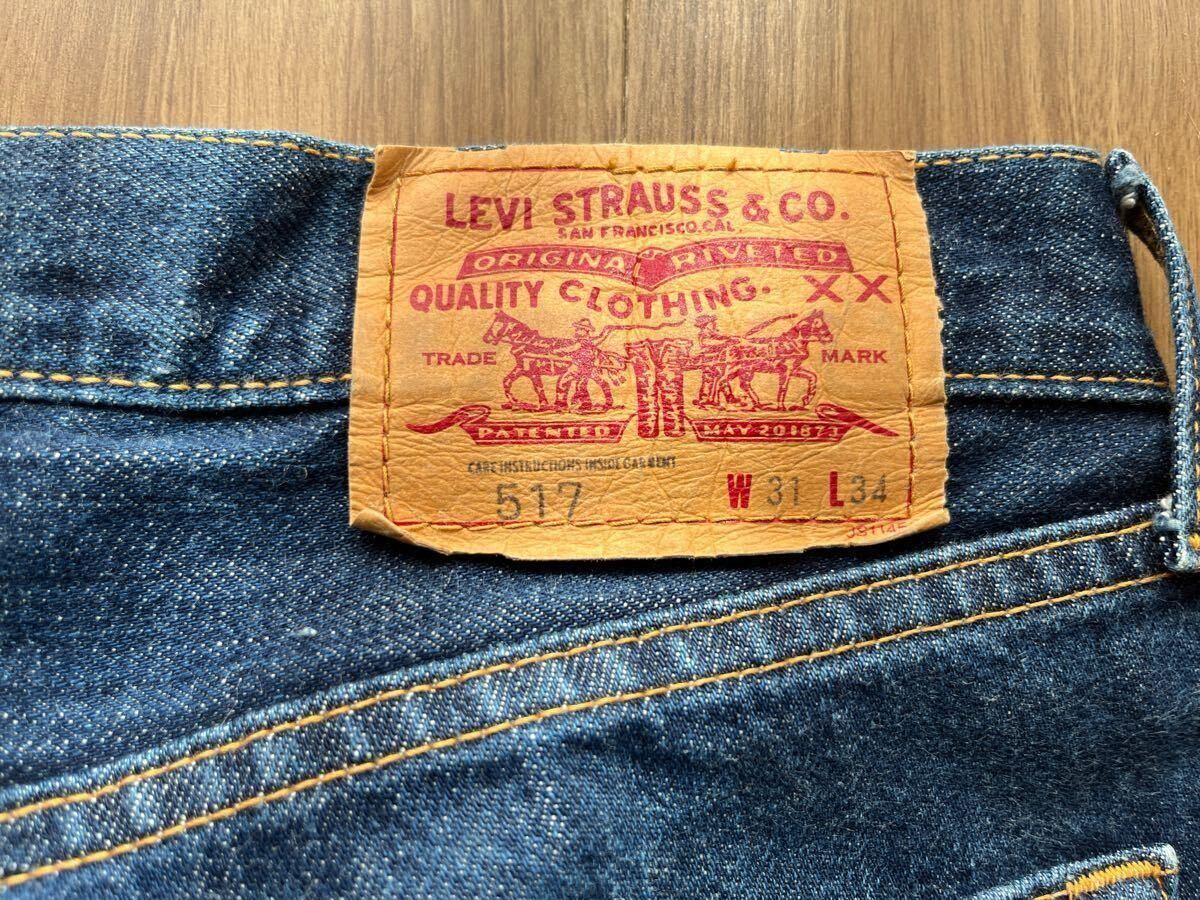 LEVI STRAUSS & CO.
SAN FRANCISCO, CAL.
ORIGINA RIVETED
QUALITY CLOTHING. XX
TRADE MARK
PATENTED MAY 20 1873
CARE INSTRUCTIONS INSIDE GARMENT
517 W 31 L 34